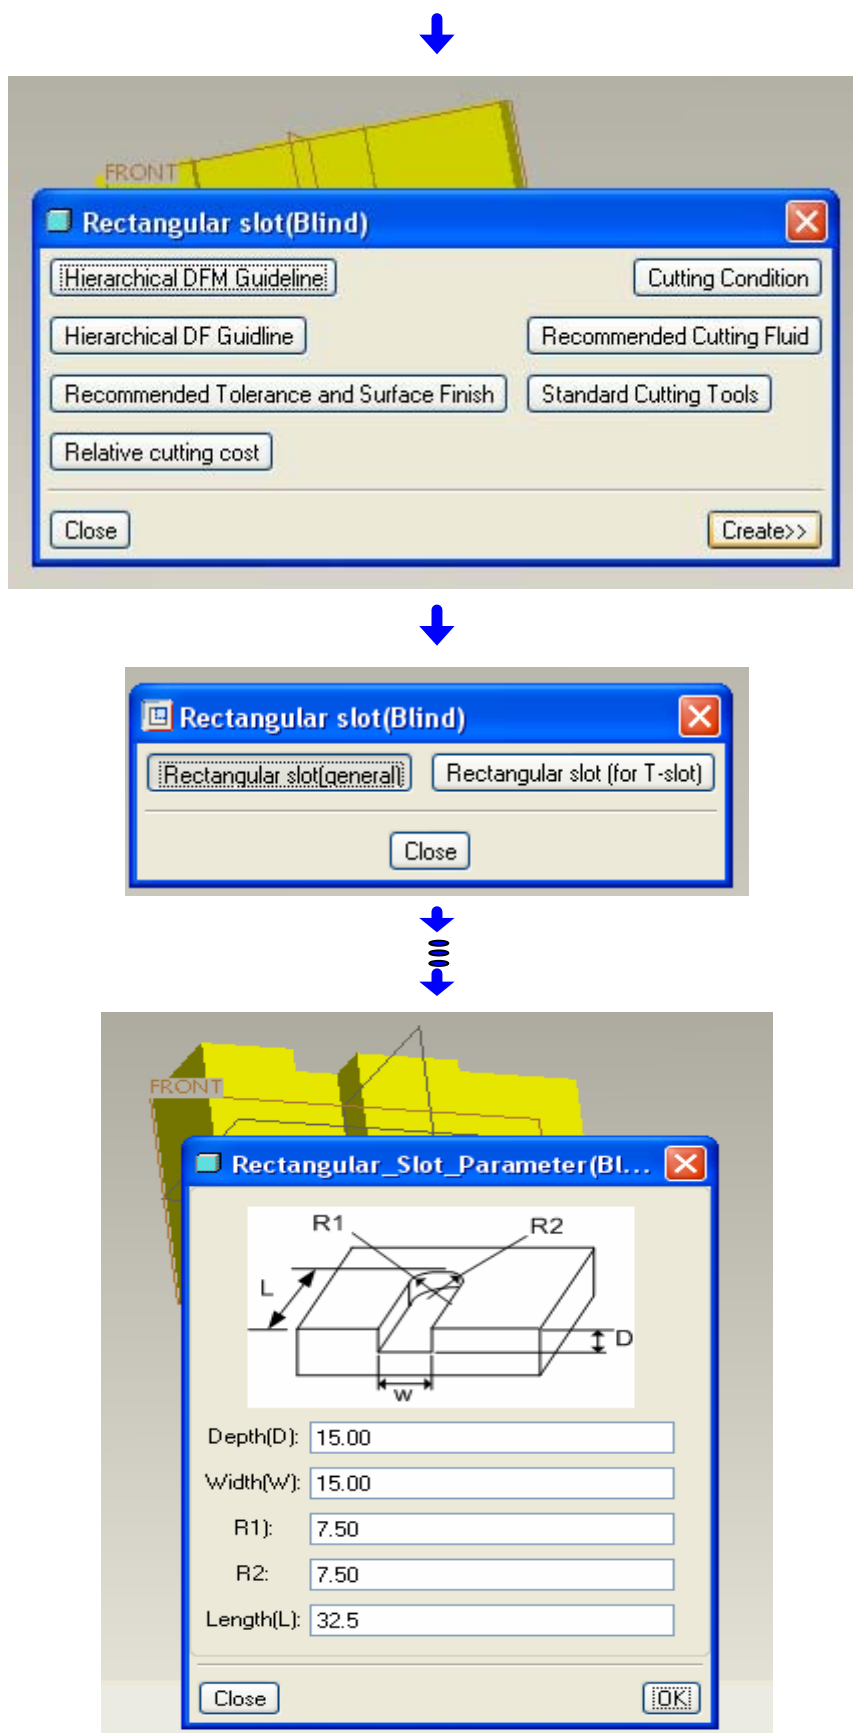 FRONT
Rectangular slot(Blind)
Hierarchical DFM Guideline
Cutting Condition
Hierarchical DF Guidline
Recommended Cutting Fluid
Recommended Tolerance and Surface Finish
Standard Cutting Tools
Relative cutting cost
Close
Create>>
Rectangular slot(Blind)
Rectangular slot(general)
Rectangular slot (for T-slot)
Close
FRONT
Rectangular_Slot_Parameter(Bl...
R1
R2
L
D
W
Depth(D): 15.00
Width(W): 15.00
R1): 7.50
R2: 7.50
Length(L): 32.5
Close
OK